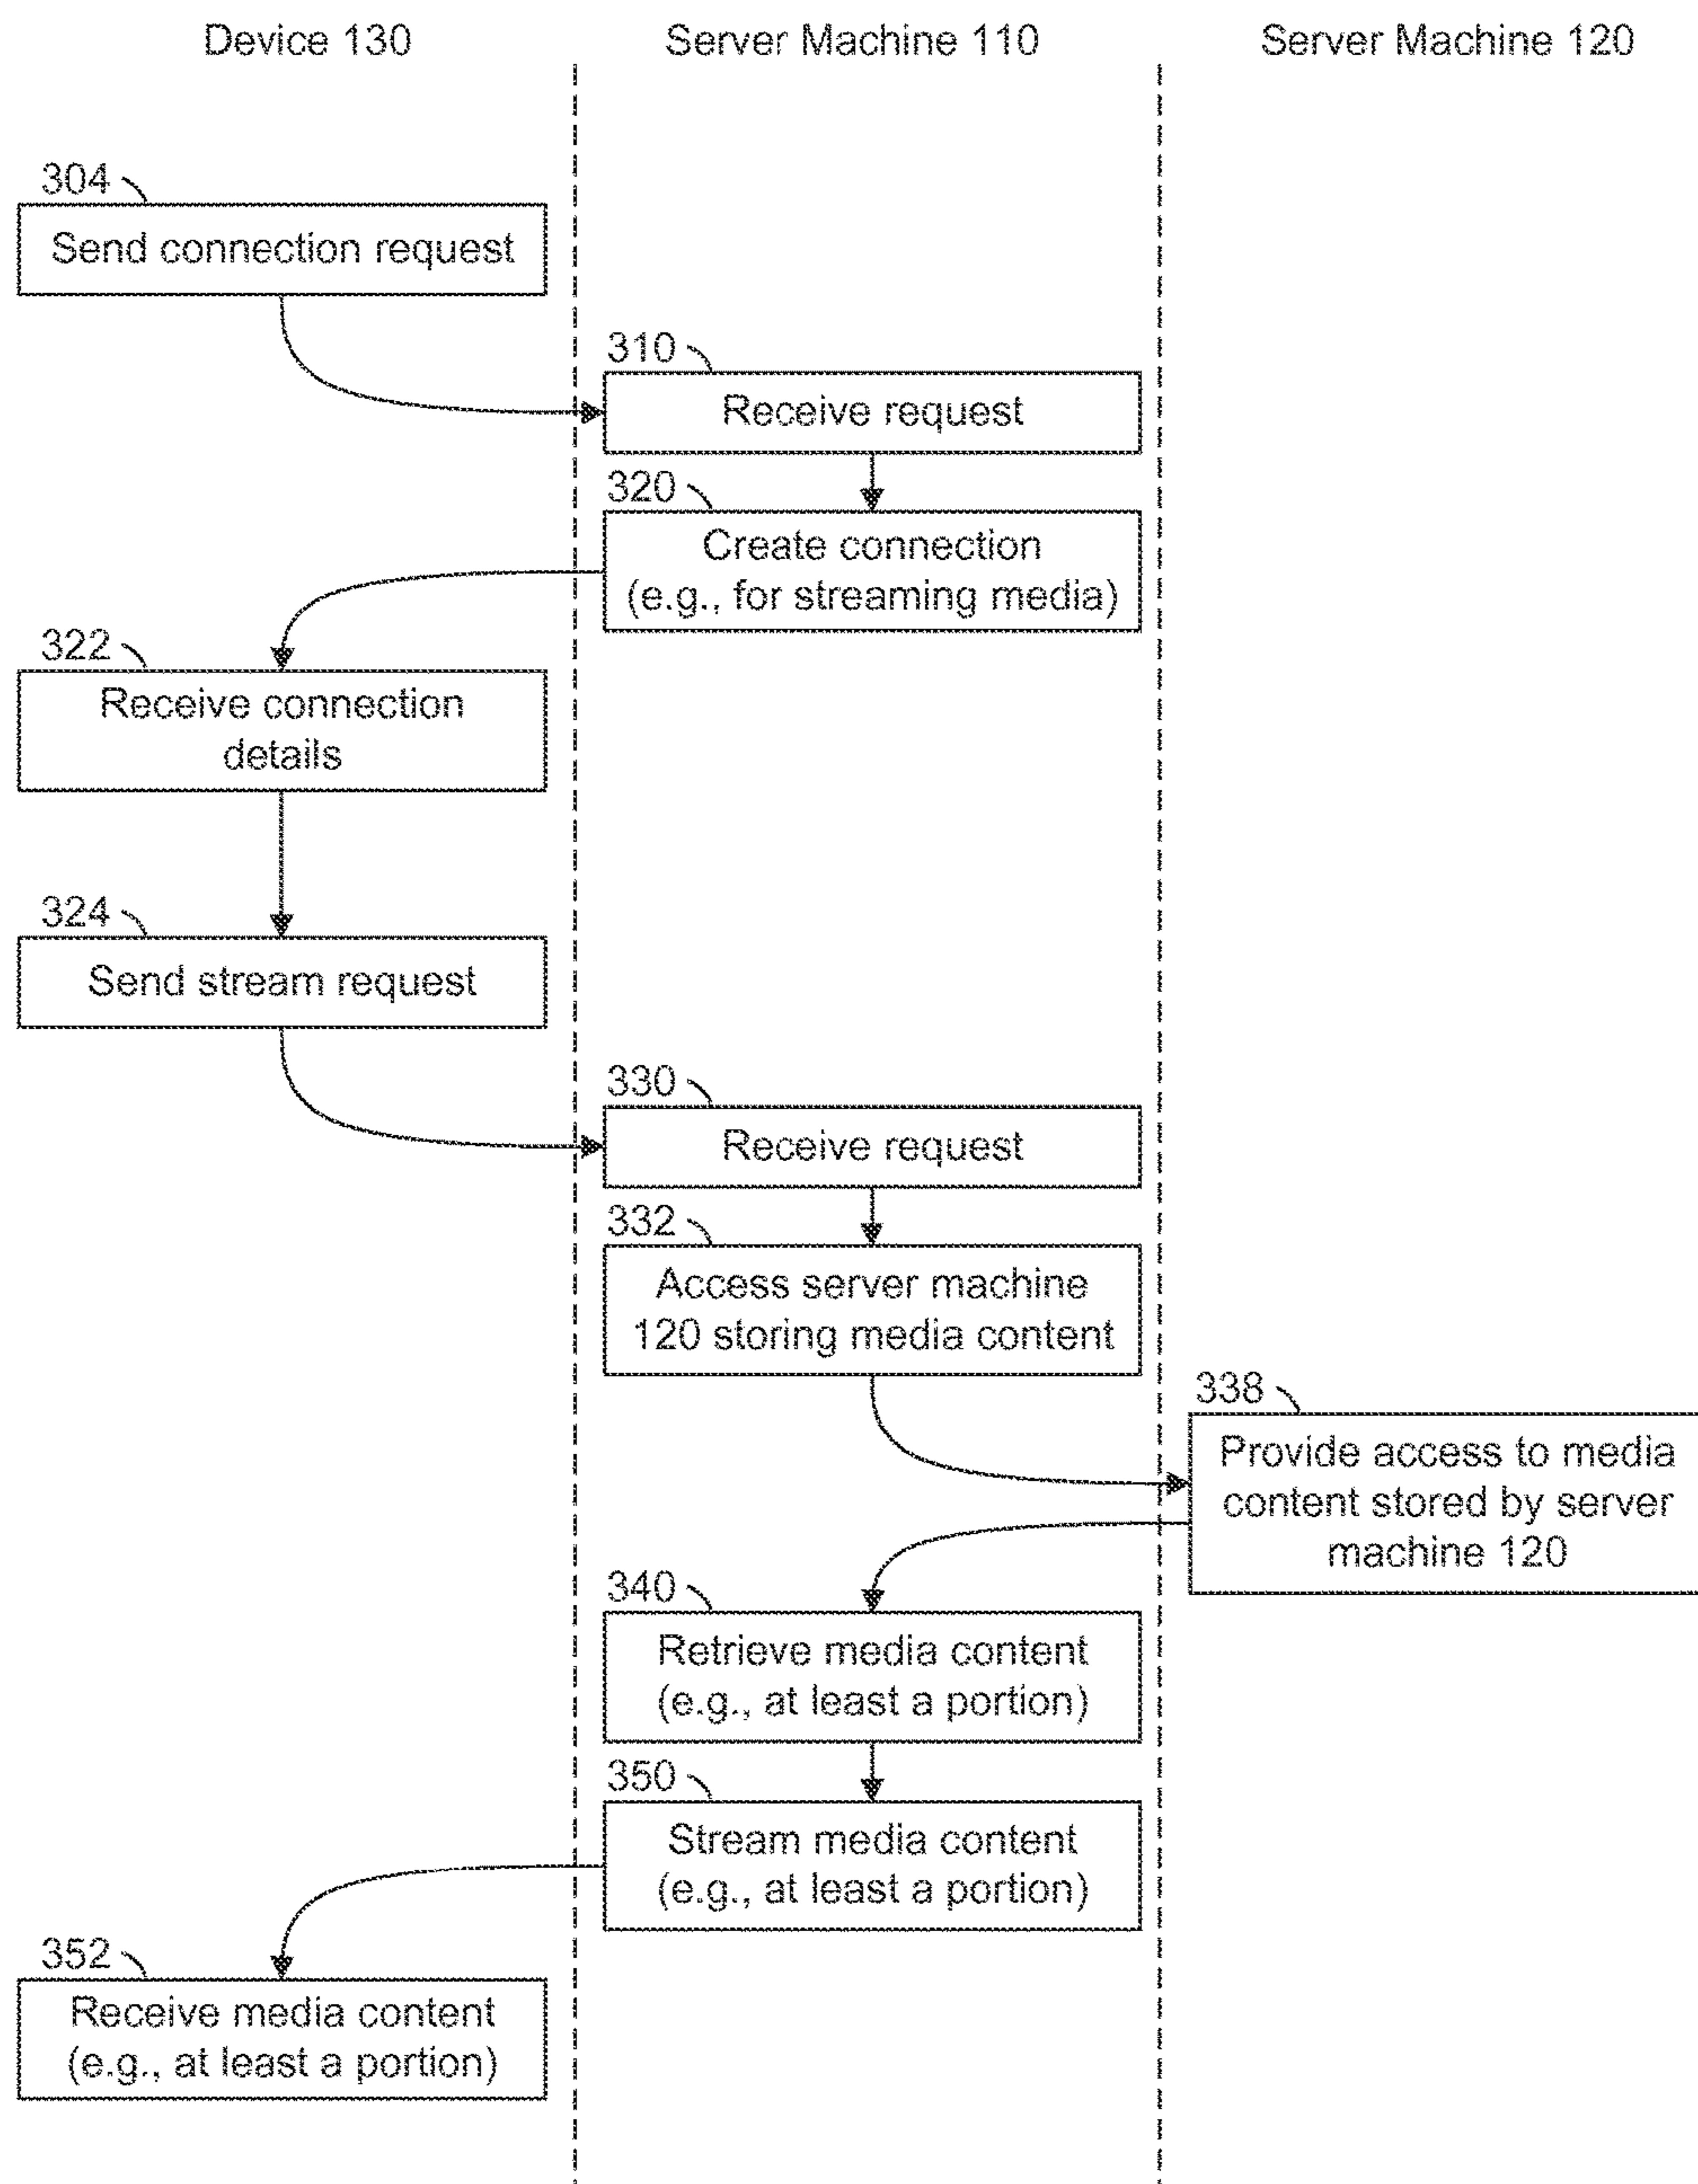 Device 130
Server Machine 110
Server Machine 120
304
Send connection request
310
Receive request
320
Create connection
(e.g., for streaming media)
322
Receive connection
details
324
Send stream request
330
Receive request
332
Access server machine
120 storing media content
338
Provide access to media
content stored by server
machine 120
340
Retrieve media content
(e.g., at least a portion)
350
Stream media content
(e.g., at least a portion)
352
Receive media content
(e.g., at least a portion)